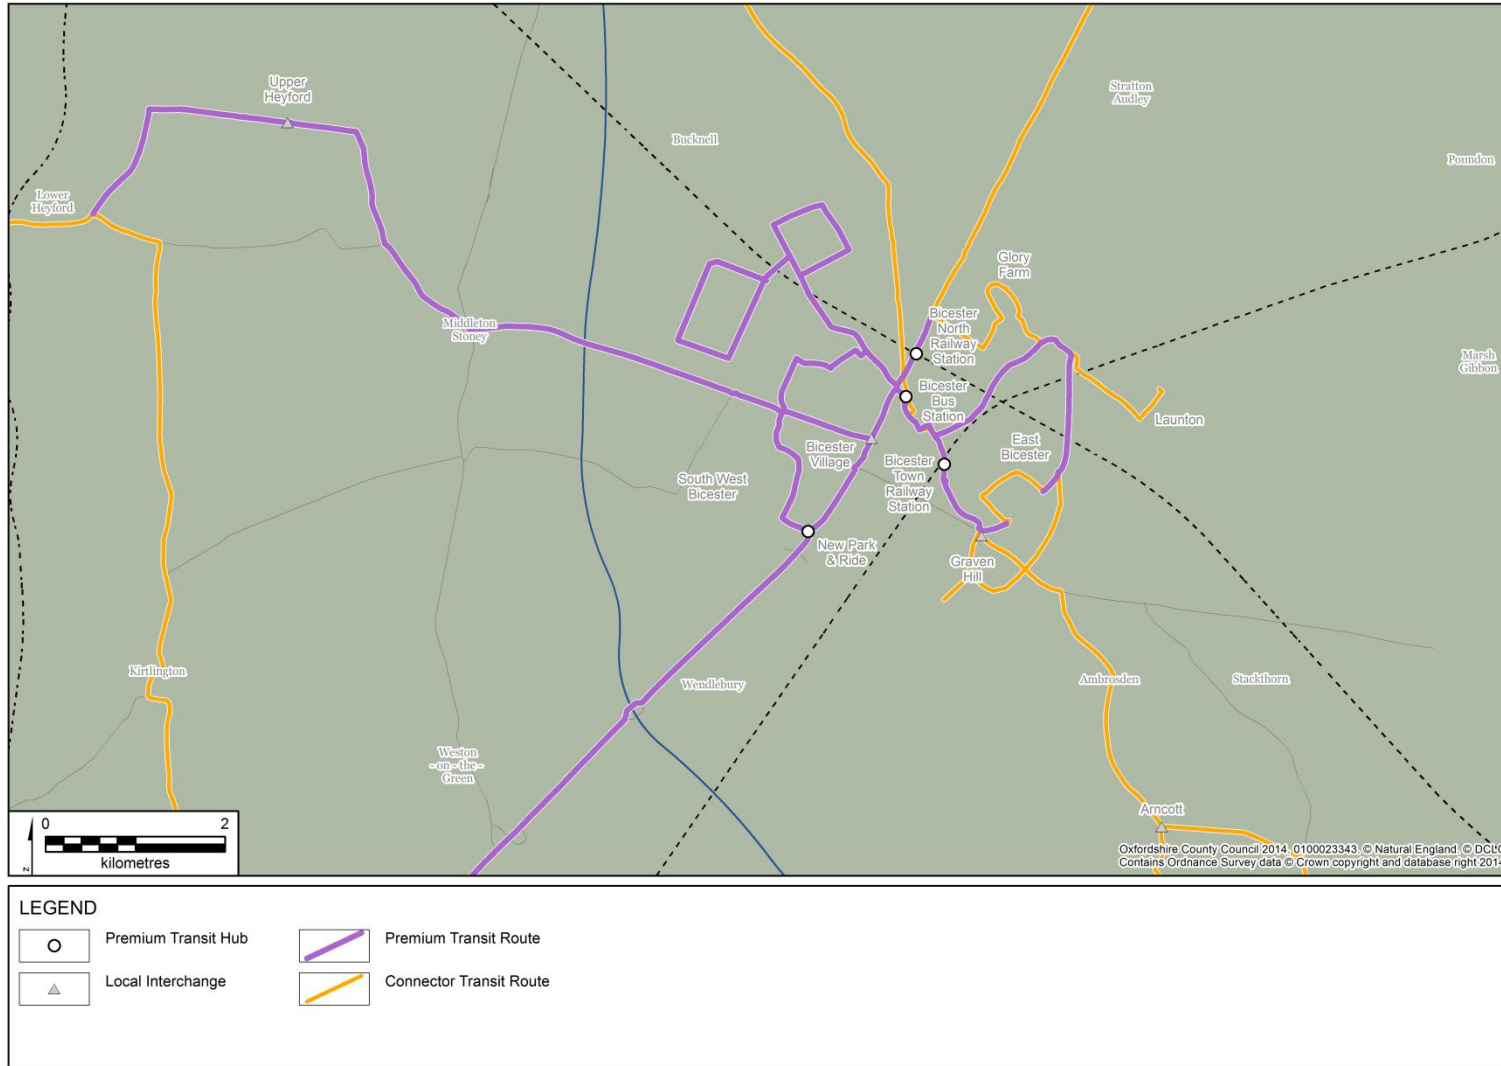 Upper
Heyford
Stratton
Audley
Bucknell
Poundon
Lower
Heyford
Glory
Farm
Bicester
North
Railway
Station
Middleton
Stoney
Marsh
Gibbon
Bicester
Bus
Station
Launton
East
Bicester
Bicester
Village
Bicester
Town
Railway
Station
South West
Bicester
New Park
& Ride
Graven
Hill
Kirtlington
Wendlebury
Ambrosden
Stackthorn
Weston
- on - the -
Green
Arncott
0 2
kilometres
z
Oxfordshire County Council 2014. 0100023343. © Natural England. © DCLG
Contains Ordnance Survey data © Crown copyright and database right 2014
LEGEND
Premium Transit Hub
Premium Transit Route
Local Interchange
Connector Transit Route